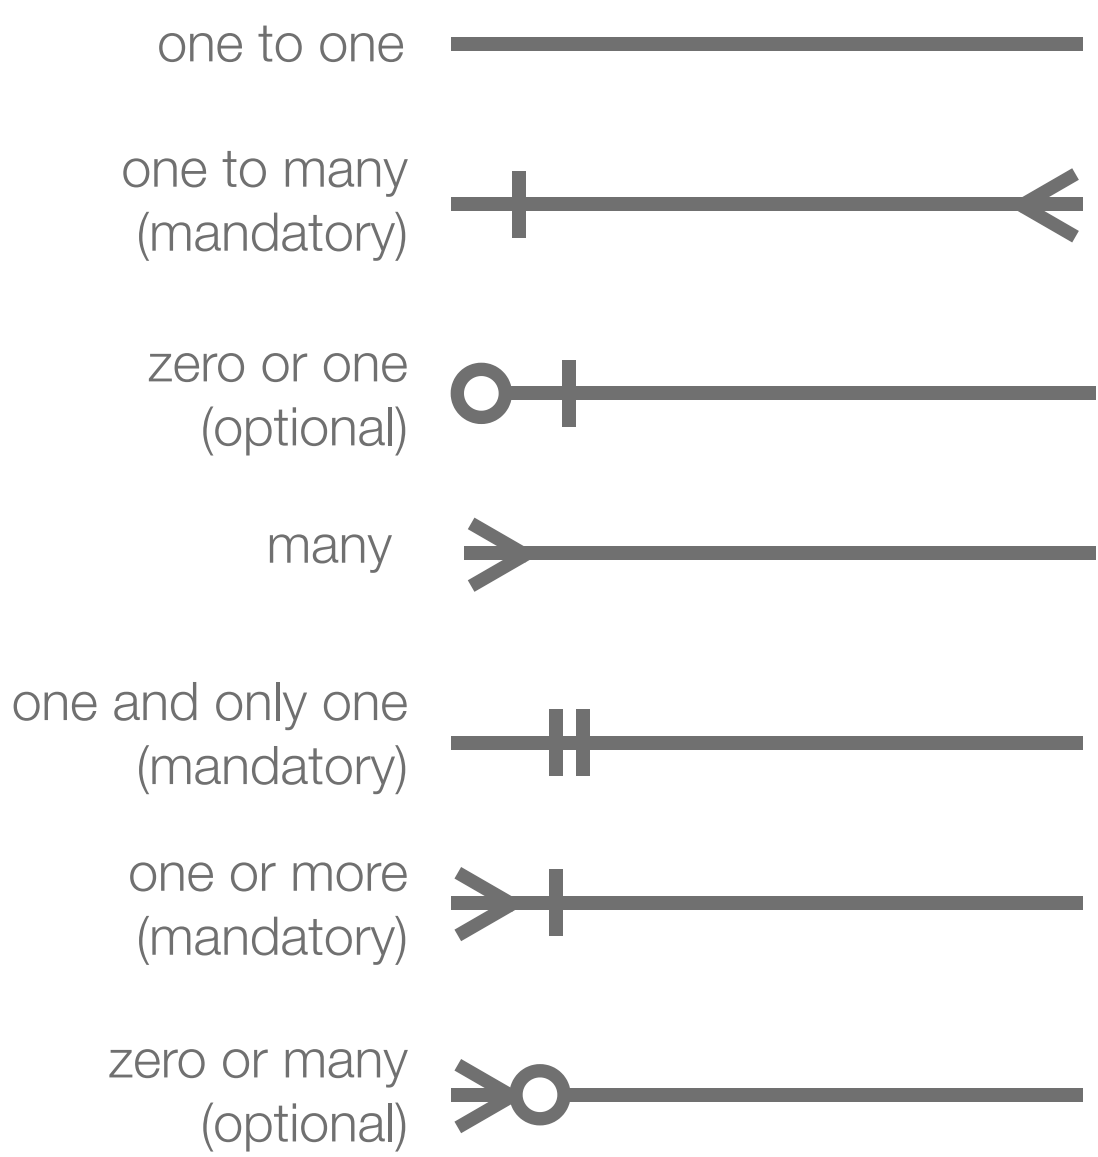 one to one
one to many
(mandatory)
zero or one
(optional)
many
one and only one
(mandatory)
one or more
(mandatory)
zero or many
(optional)